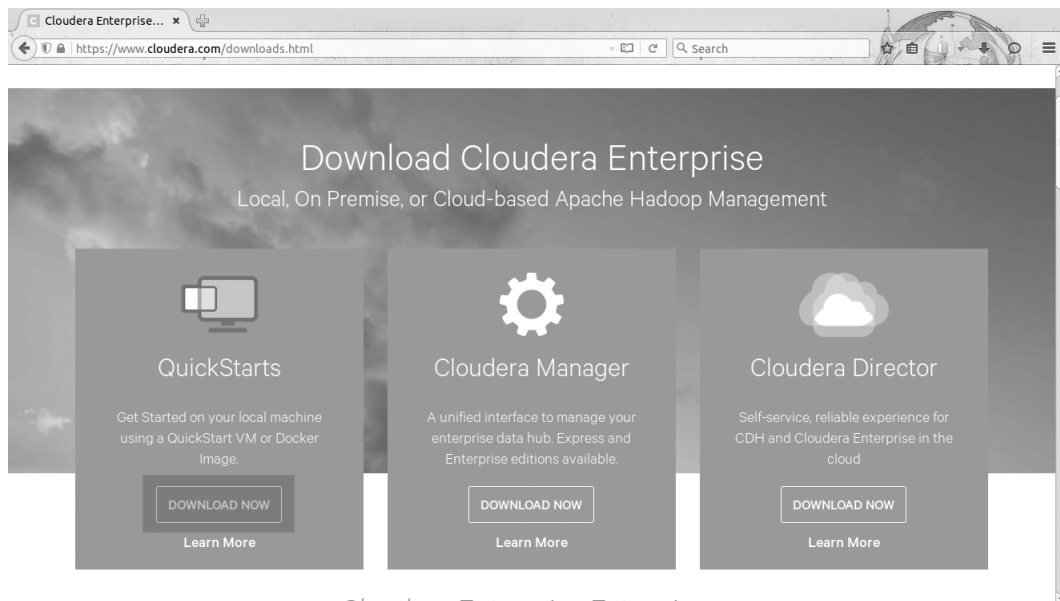 Cloudera Enterprise... ×
https://www.cloudera.com/downloads.html
Search
Download Cloudera Enterprise
Local, On Premise, or Cloud-based Apache Hadoop Management
QuickStarts
Get Started on your local machine
using a QuickStart VM or Docker
Image.
DOWNLOAD NOW
Learn More
Cloudera Manager
A unified interface to manage your
enterprise data hub. Express and
Enterprise editions available.
DOWNLOAD NOW
Learn More
Cloudera Director
Self-service, reliable experience for
CDH and Cloudera Enterprise in the
cloud
DOWNLOAD NOW
Learn More